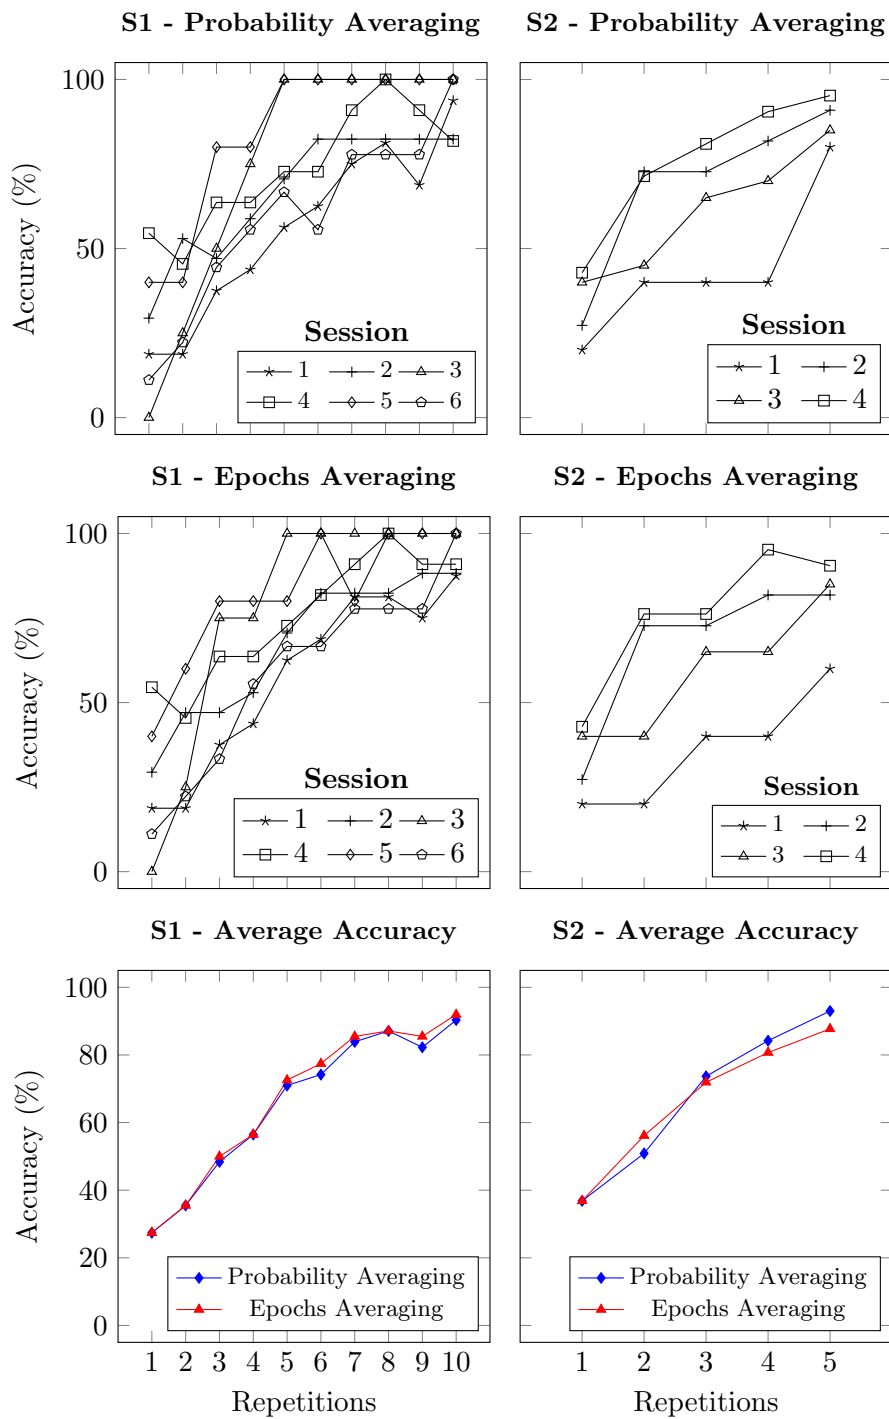 S1 - Probability Averaging
S2 - Probability Averaging
Accuracy (%)
100
50
0
Session
1 2 3
4 5 6
Session
1 2
3 4
S1 - Epochs Averaging
S2 - Epochs Averaging
Accuracy (%)
100
50
0
Session
1 2 3
4 5 6
Session
1 2
3 4
S1 - Average Accuracy
S2 - Average Accuracy
Accuracy (%)
100
80
60
40
20
0
Probability Averaging
Epochs Averaging
Probability Averaging
Epochs Averaging
1 2 3 4 5 6 7 8 9 10
1 2 3 4 5
Repetitions
Repetitions